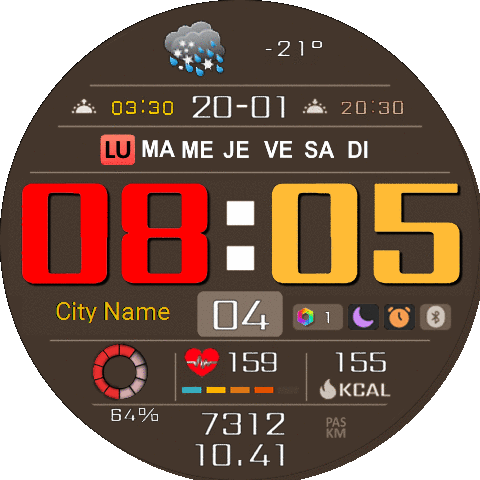 -21°
03:30 20-01 20:30
LU MA ME JE VE SA DI
08:05
City Name 04 1
159 155
KCAL
64%
7312 PAS
KM
10.41